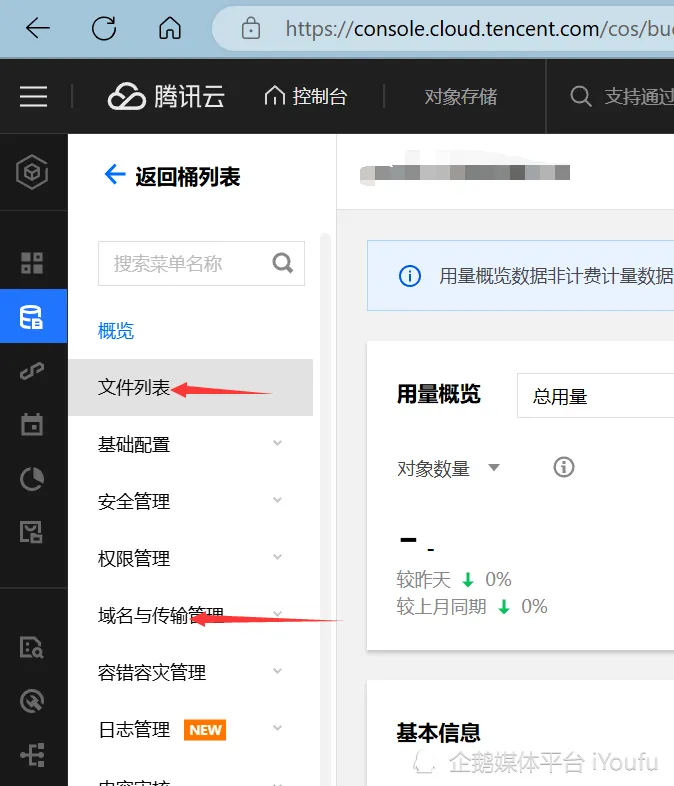 https://console.cloud.tencent.com/cos/bu
腾讯云
控制台
对象存储
支持通过
返回桶列表
搜索菜单名称
概览
文件列表
基础配置
安全管理
权限管理
域名与传输管理
容错容灾管理
日志管理 NEW
用量概览数据非计费计量数据
用量概览
总用量
对象数量
- -
较昨天 ↓ 0%
较上月同期 ↓ 0%
基本信息
企鹅媒体平台 iYoufu